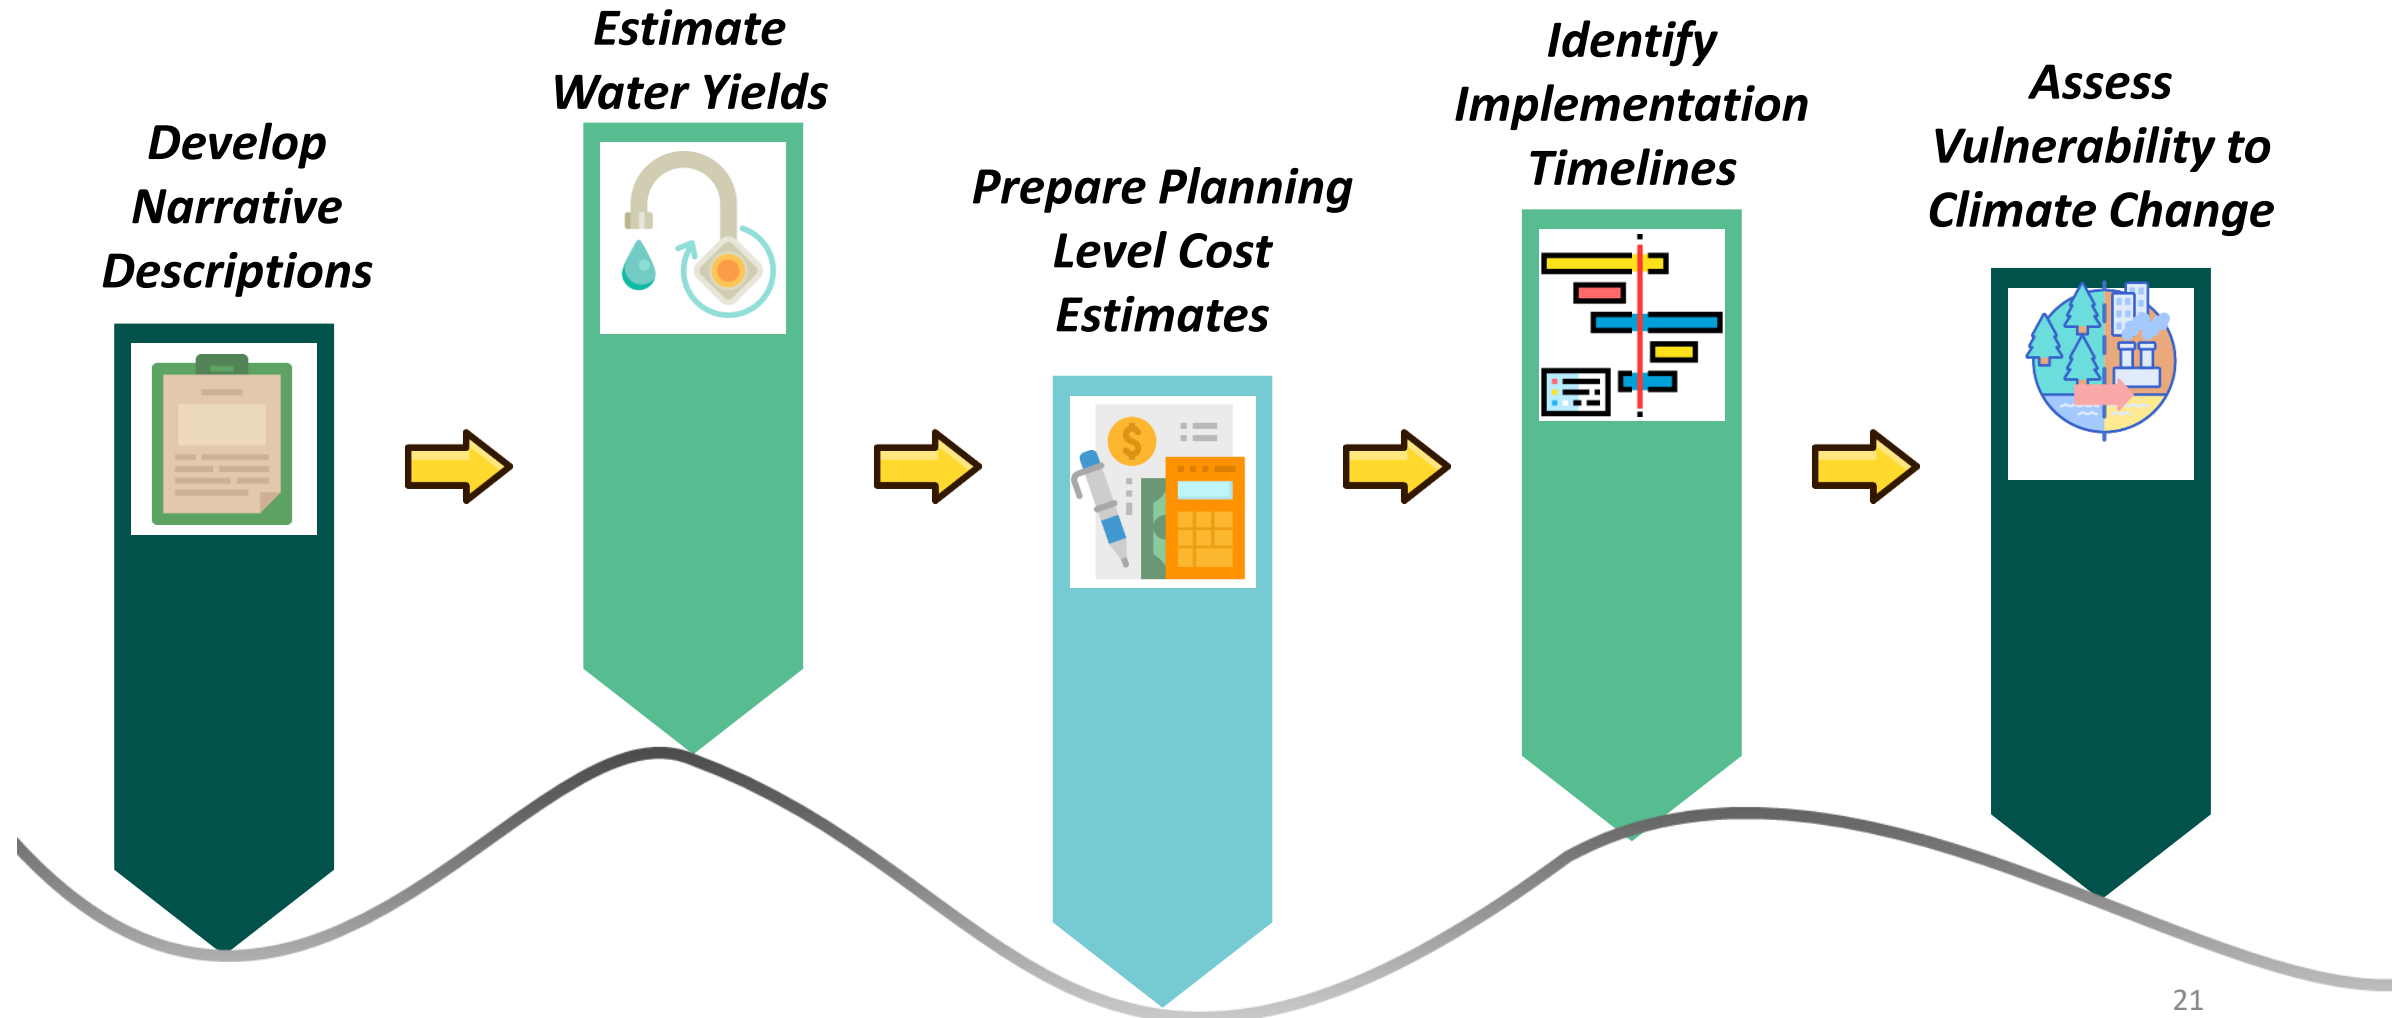 Develop
Narrative
Descriptions
Estimate
Water Yields
Prepare Planning
Level Cost
Estimates
Identify
Implementation
Timelines
Assess
Vulnerability to
Climate Change
$
21